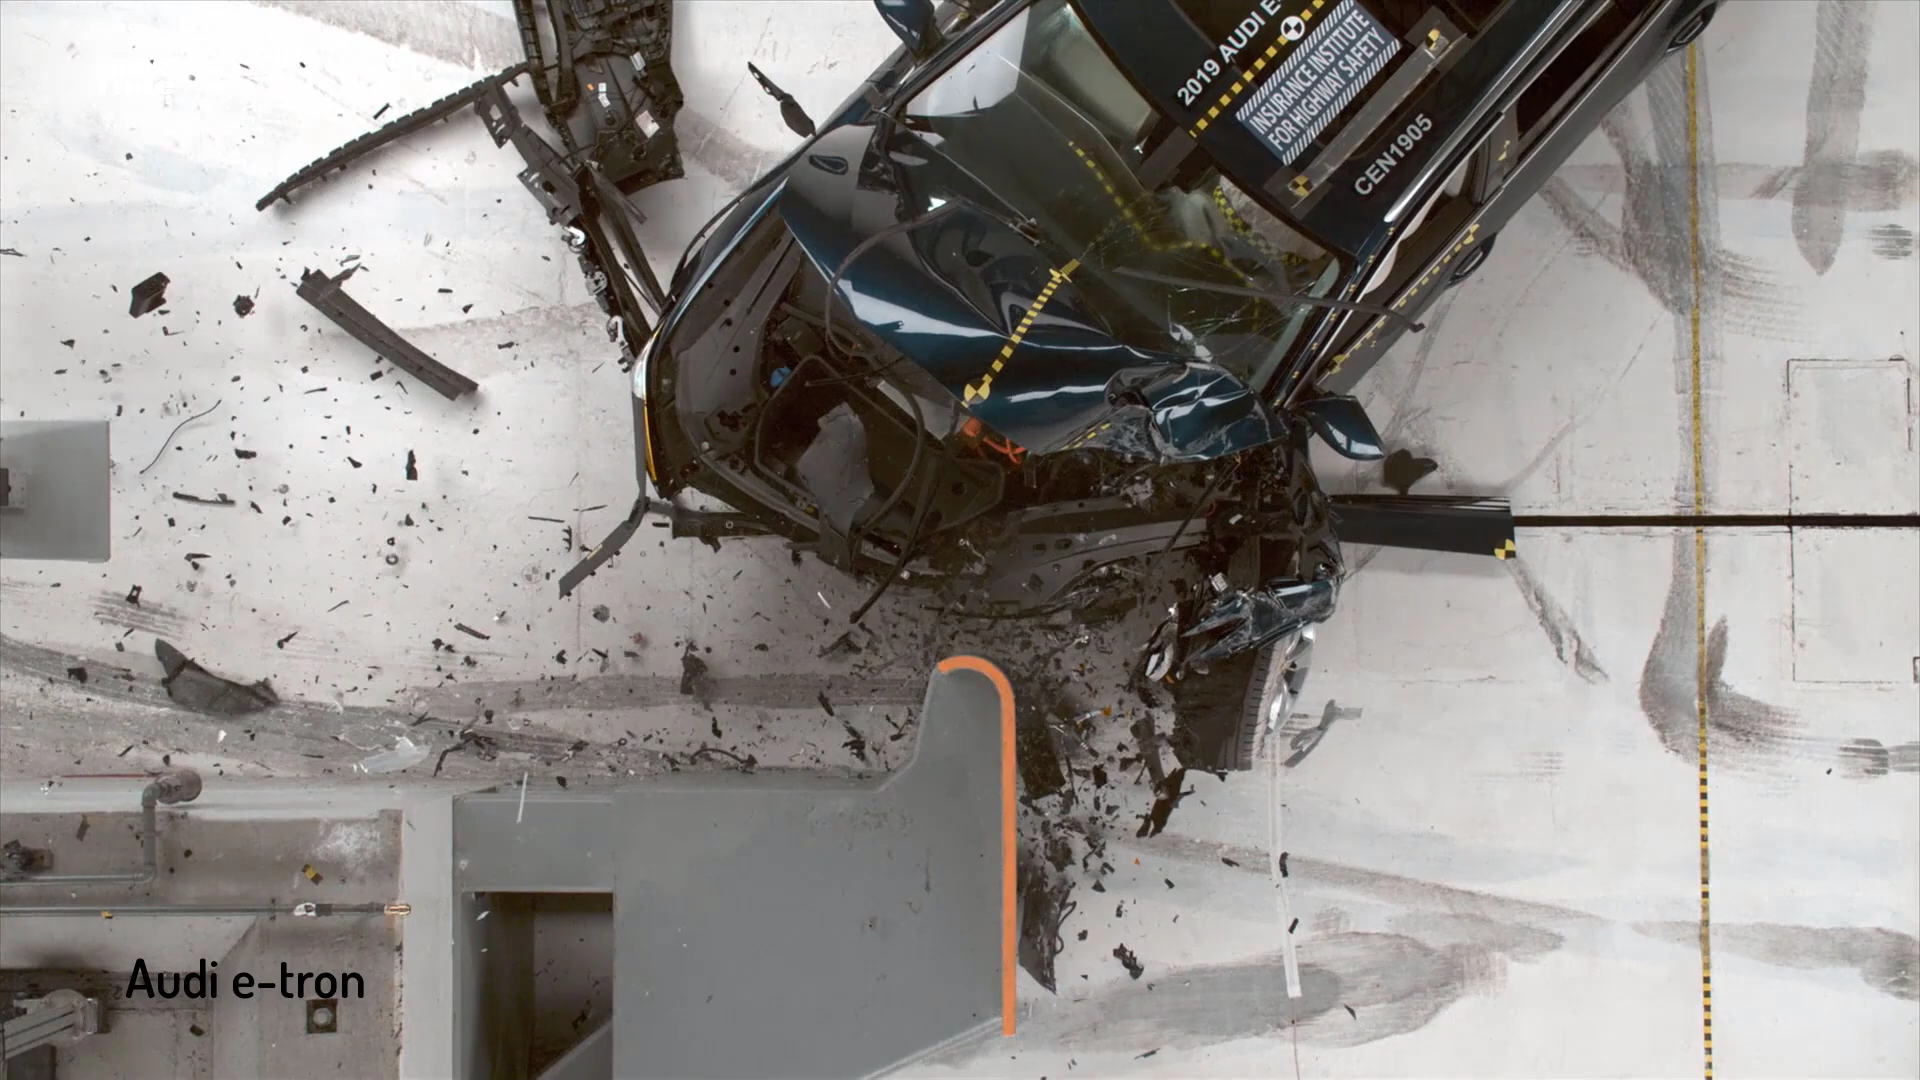 2019 AUDI E-
INSURANCE INSTITUTE
FOR HIGHWAY SAFETY
CEN1905
Audi e-tron